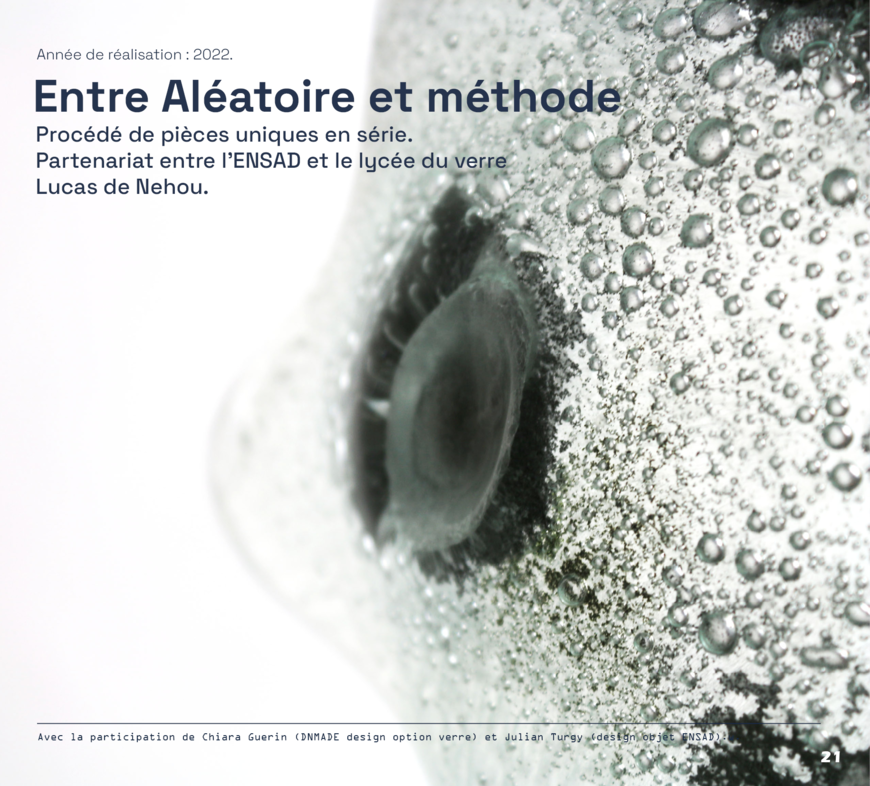 Année de réalisation : 2022.
Entre Aléatoire et méthode
Procédé de pièces uniques en série.
Partenariat entre l'ENSAD et le lycée du verre
Lucas de Nehou.
Avec la participation de Chiara Guerin (DNMADE design option verre) et Julian Turgy (design objet ENSAD).
21